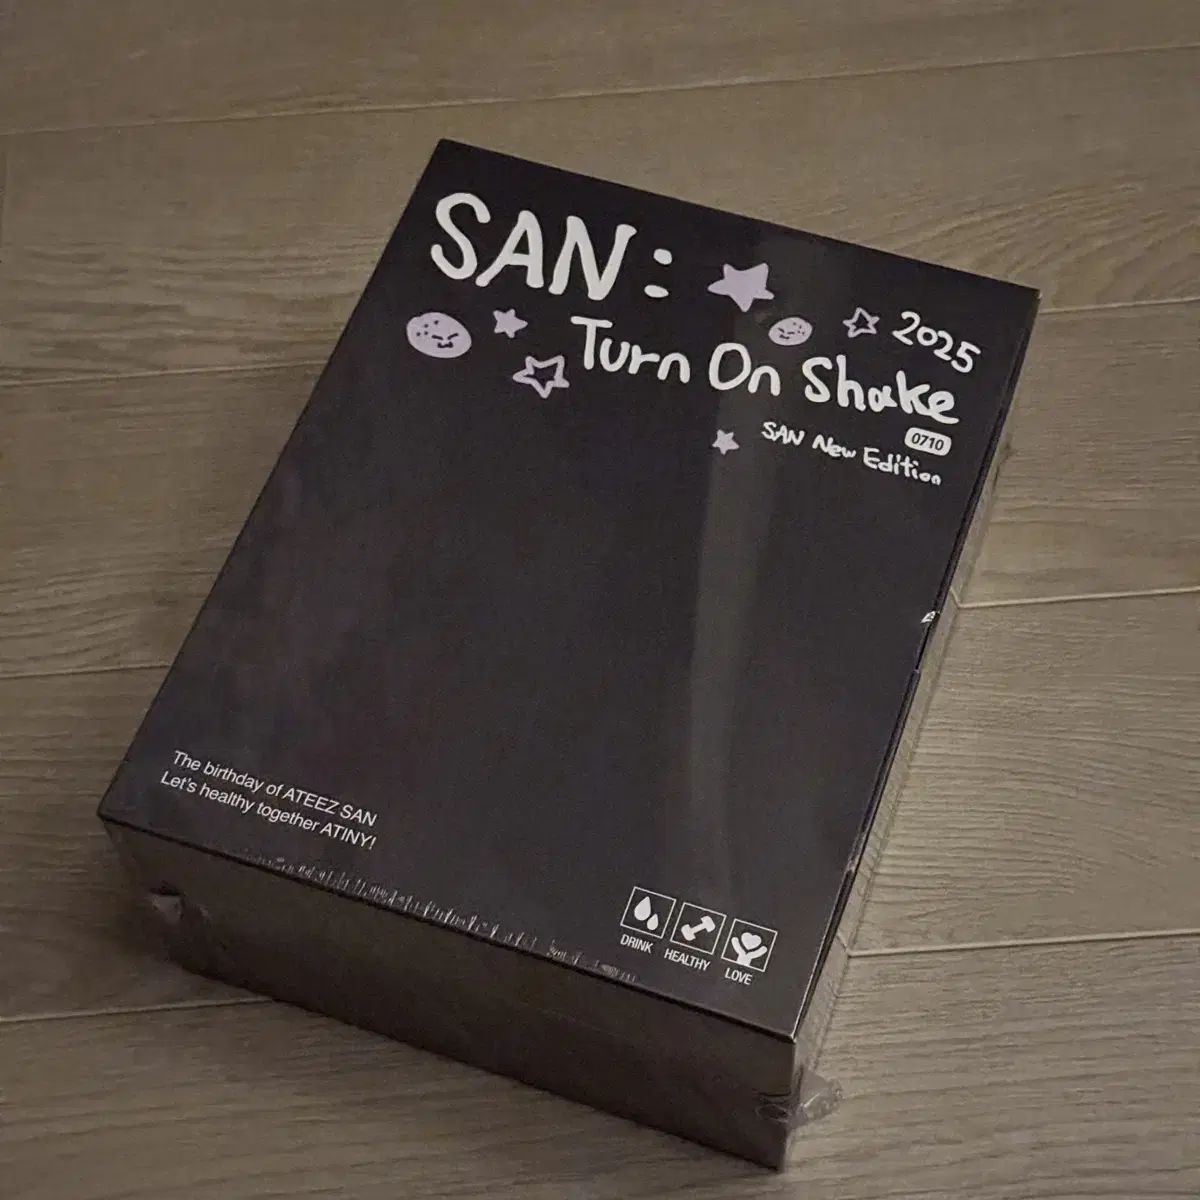 SAN:
2025
Turn On Shake
0710
SAN New Edition
The birthday of ATEEZ SAN
Let's healthy together ATINY!
DRINK HEALTHY LOVE